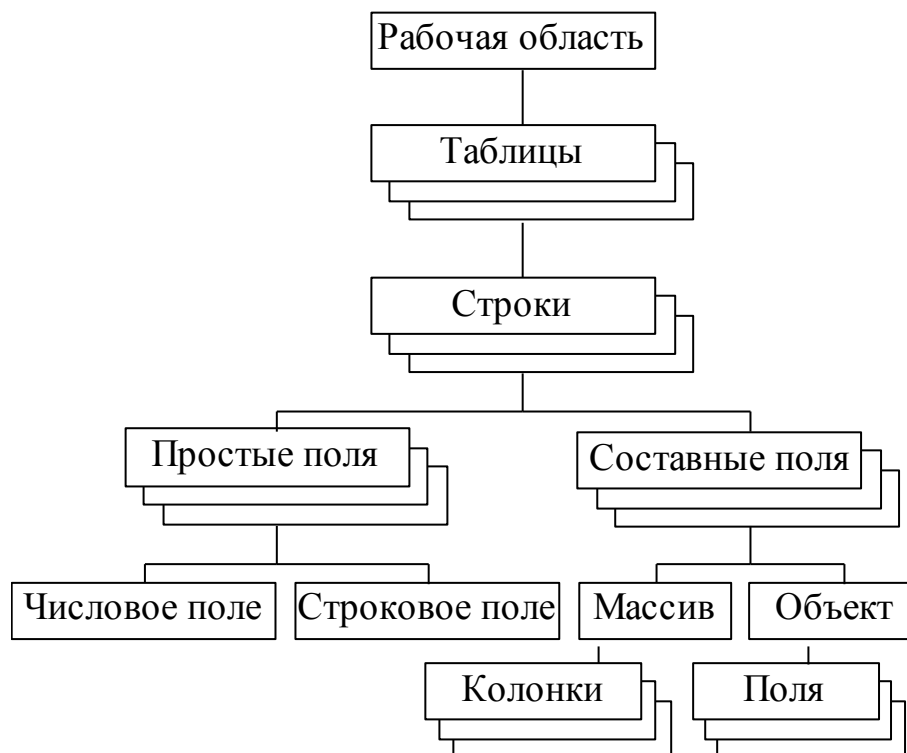 Рабочая область
Таблицы
Строки
Простые поля
Составные поля
Числовое поле
Строковое поле
Массив
Объект
Колонки
Поля